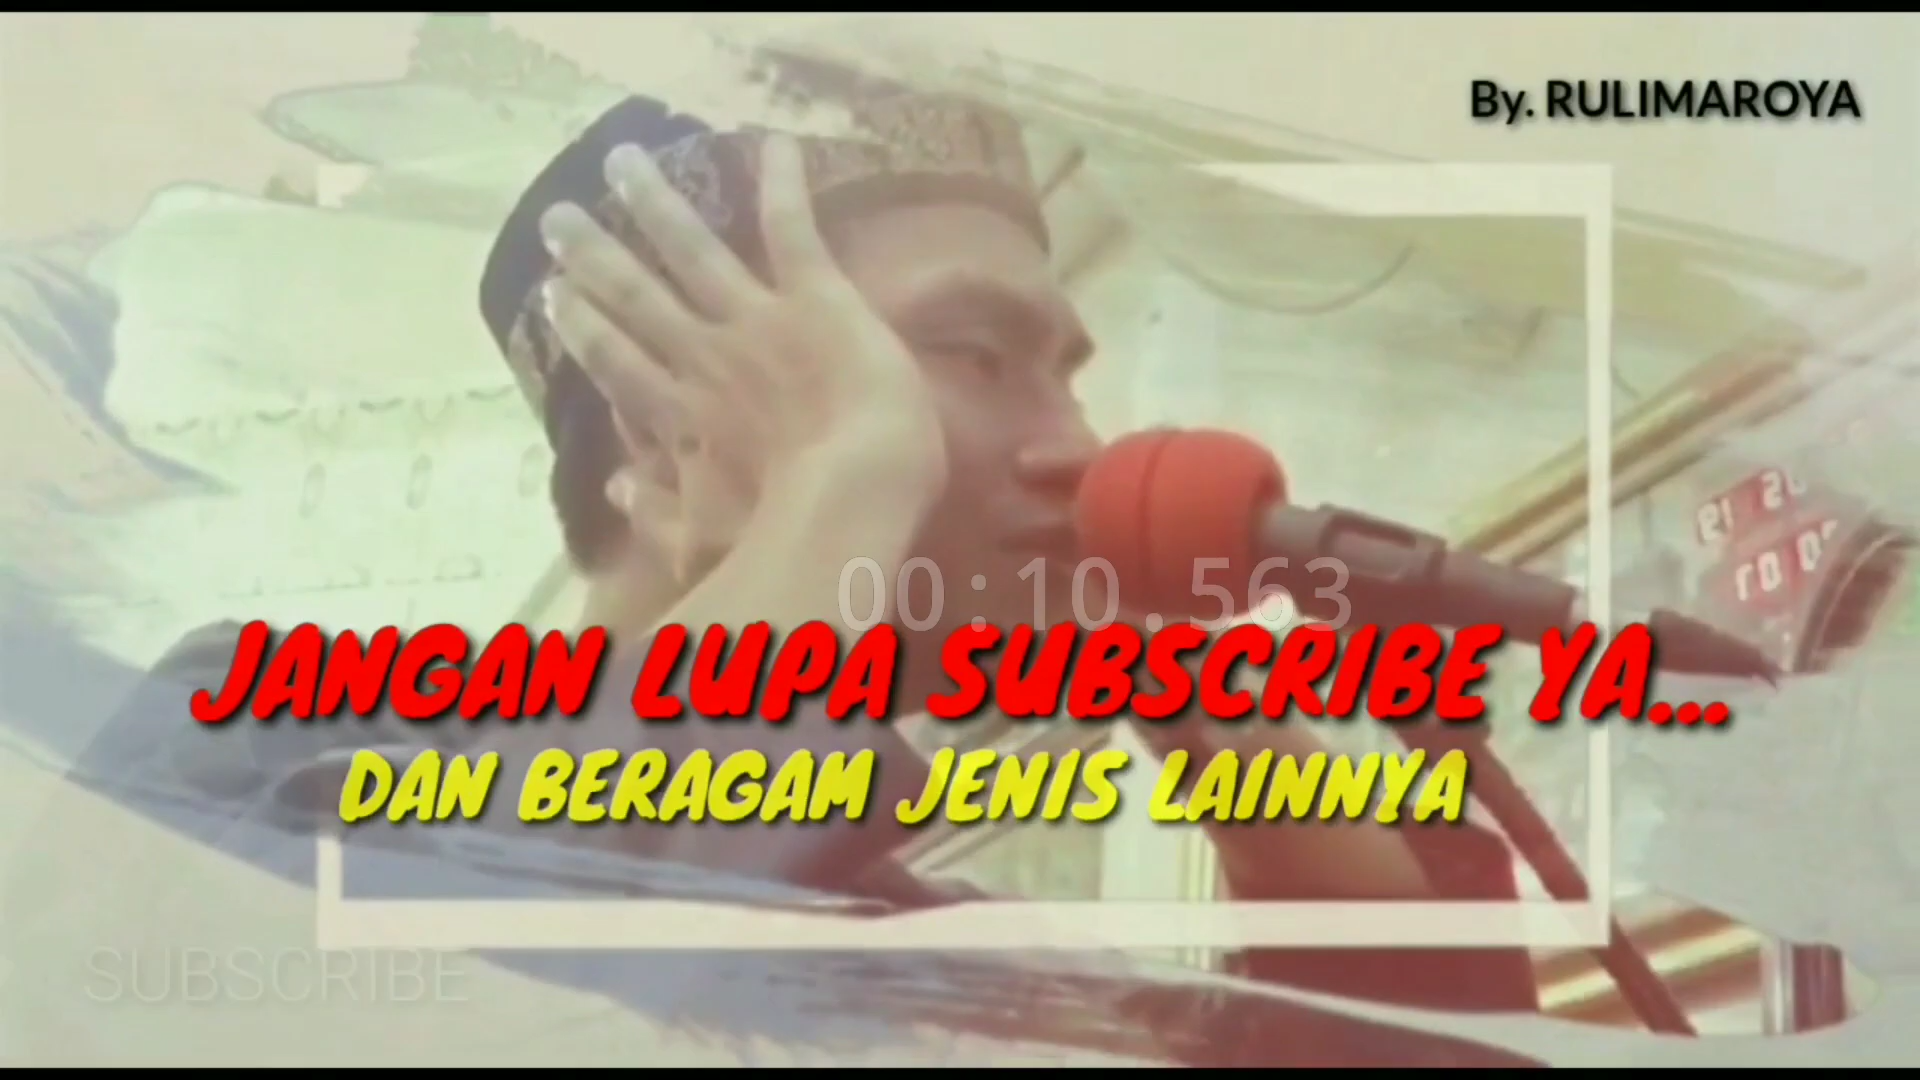 By. RULIMAROYA
00:10.563
JANGAN LUPA SUBSCRIBE YA...
DAN BERAGAM JENIS LAINNYA
SUBSCRIBE